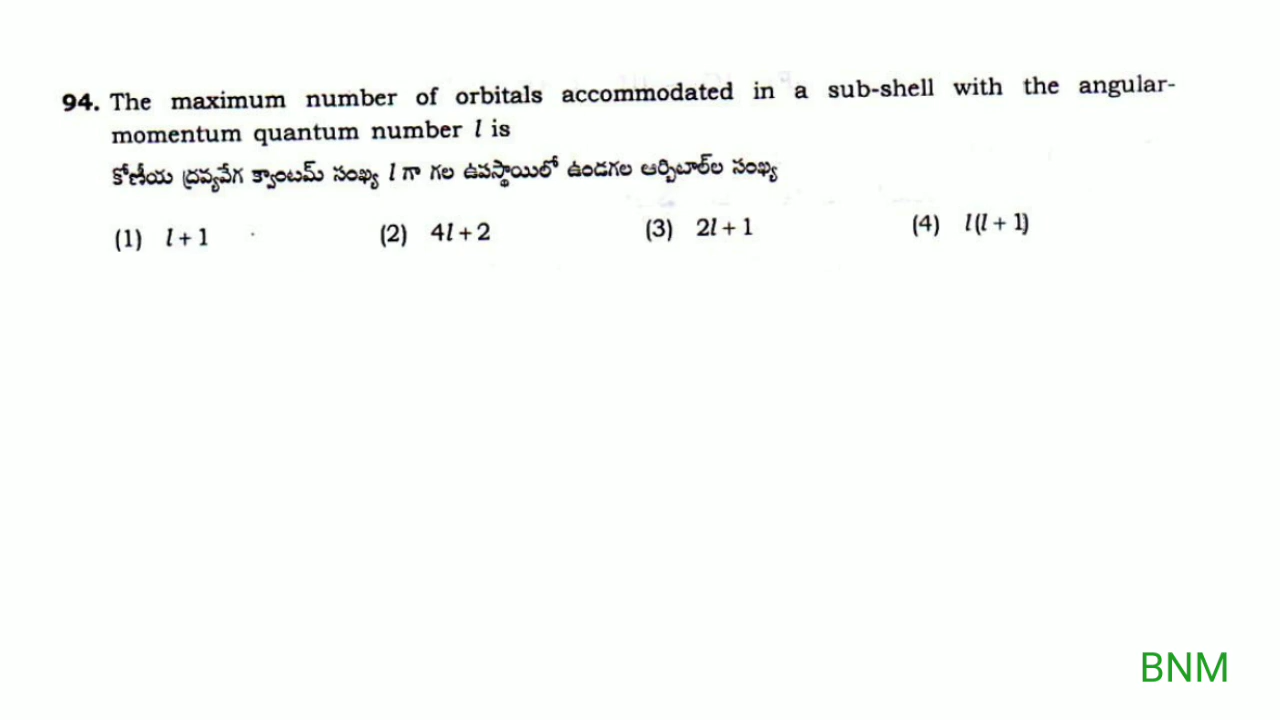 94. The maximum number of orbitals accommodated in a sub-shell with the angular-
momentum quantum number l is
కోణీయ ద్రవ్యవేగ క్వాంటమ్ సంఖ్య l గా గల ఉపస్థాయిలో ఉండగల ఆర్బిటాల్‌ల సంఖ్య
(1) l + 1 (2) 4l + 2 (3) 2l + 1 (4) l(l + 1)
BNM